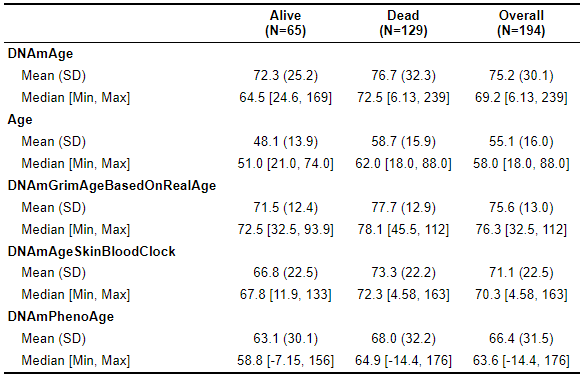 Alive Dead Overall
(N=65) (N=129) (N=194)
DNAmAge
Mean (SD) 72.3 (25.2) 76.7 (32.3) 75.2 (30.1)
Median [Min, Max] 64.5 [24.6, 169] 72.5 [6.13, 239] 69.2 [6.13, 239]
Age
Mean (SD) 48.1 (13.9) 58.7 (15.9) 55.1 (16.0)
Median [Min, Max] 51.0 [21.0, 74.0] 62.0 [18.0, 88.0] 58.0 [18.0, 88.0]
DNAmGrimAgeBasedOnRealAge
Mean (SD) 71.5 (12.4) 77.7 (12.9) 75.6 (13.0)
Median [Min, Max] 72.5 [32.5, 93.9] 78.1 [45.5, 112] 76.3 [32.5, 112]
DNAmAgeSkinBloodClock
Mean (SD) 66.8 (22.5) 73.3 (22.2) 71.1 (22.5)
Median [Min, Max] 67.8 [11.9, 133] 72.3 [4.58, 163] 70.3 [4.58, 163]
DNAmPhenoAge
Mean (SD) 63.1 (30.1) 68.0 (32.2) 66.4 (31.5)
Median [Min, Max] 58.8 [-7.15, 156] 64.9 [-14.4, 176] 63.6 [-14.4, 176]